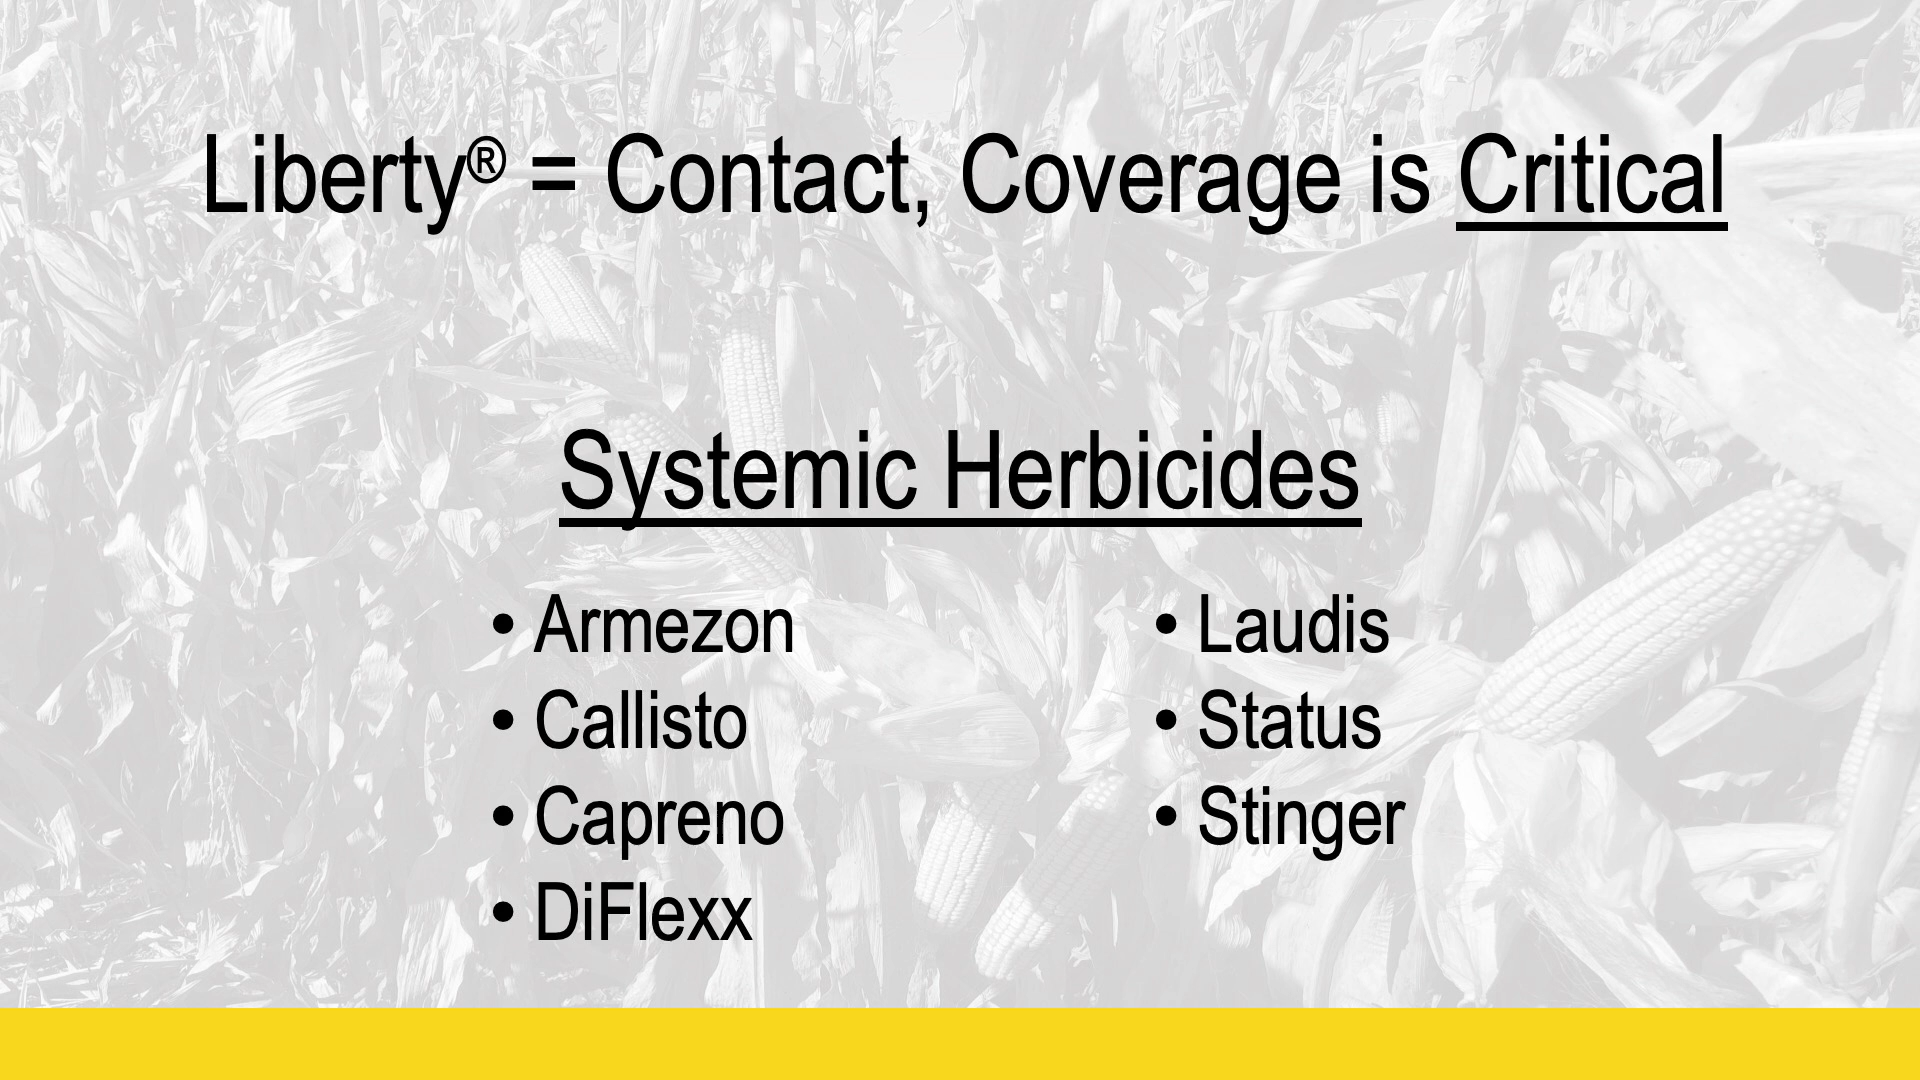 Liberty® = Contact, Coverage is Critical
Systemic Herbicides
• Armezon
• Callisto
• Capreno
• DiFlexx
• Laudis
• Status
• Stinger